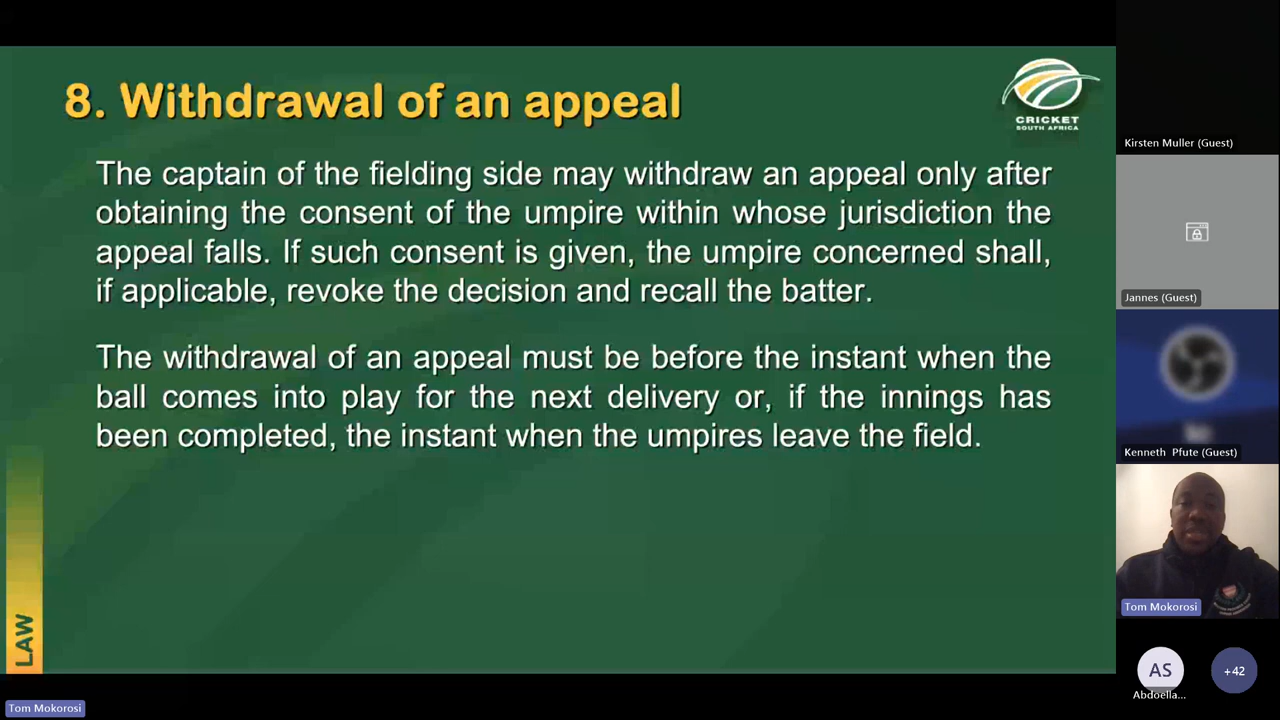 8. Withdrawal of an appeal
CRICKET
SOUTH AFRICA
The captain of the fielding side may withdraw an appeal only after
obtaining the consent of the umpire within whose jurisdiction the
appeal falls. If such consent is given, the umpire concerned shall,
if applicable, revoke the decision and recall the batter.
The withdrawal of an appeal must be before the instant when the
ball comes into play for the next delivery or, if the innings has
been completed, the instant when the umpires leave the field.
LAW
Tom Mokorosi
Kirsten Muller (Guest)
Jannes (Guest)
Kenneth Pfute (Guest)
Tom Mokorosi
AS
Abdoella...
+42